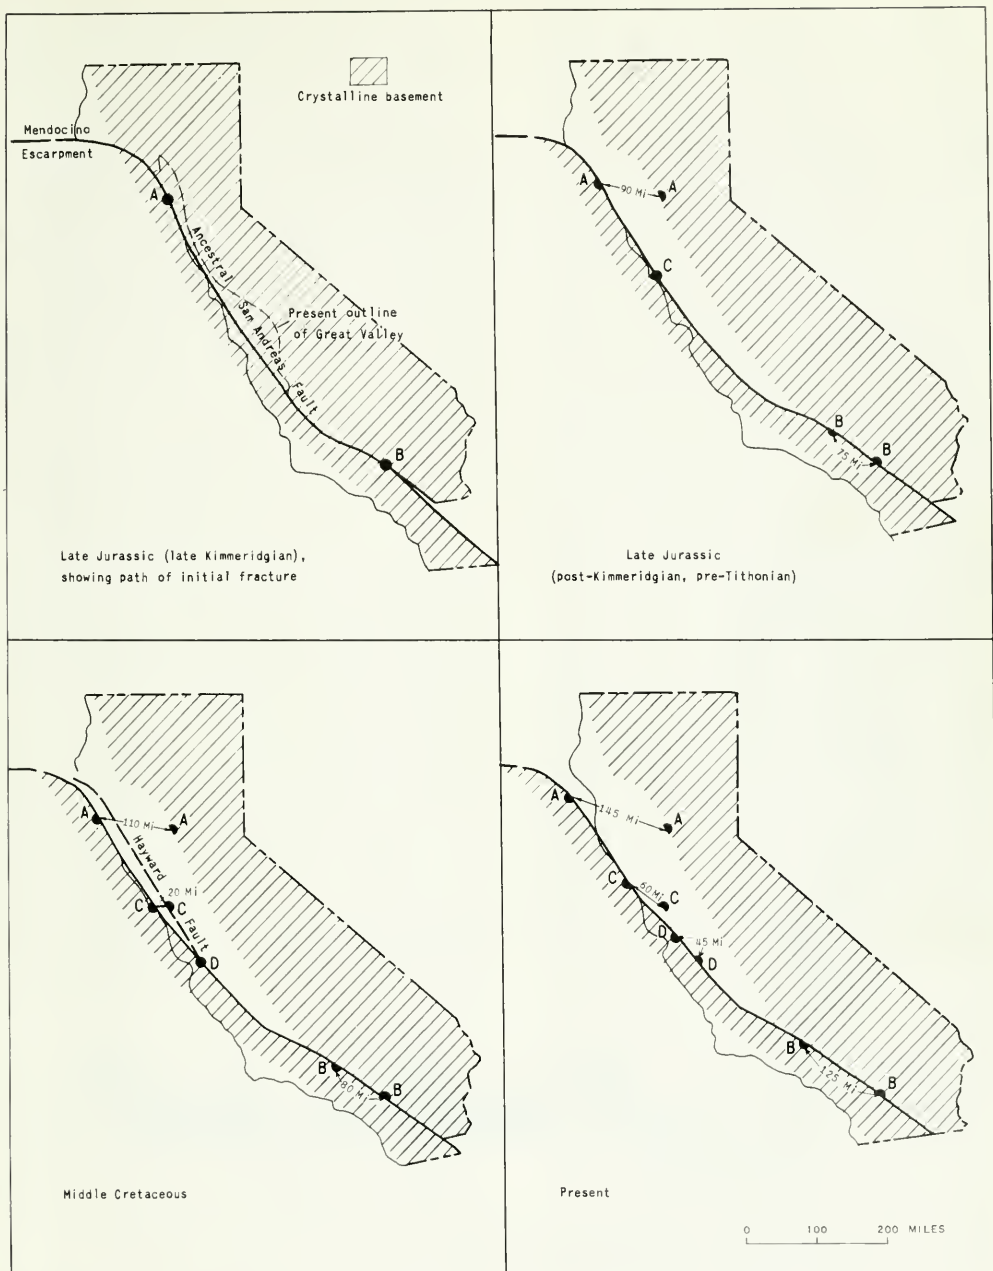 Crystalline basement
Mendocino
Escarpment
A
Ancestral
San Andreas
Fault
Present outline
of Great Valley
B
Late Jurassic (late Kimmeridgian),
showing path of initial fracture
A
90 Mi
A
C
B
75 Mi
B
Late Jurassic
(post-Kimmeridgian, pre-Tithonian)
A
110 Mi
A
Hayward
Fault
20 Mi
C
C
D
B
80 Mi
B
Middle Cretaceous
A
145 Mi
A
C
60 Mi
C
D
45 Mi
D
B
125 Mi
B
Present
0 100 200 MILES